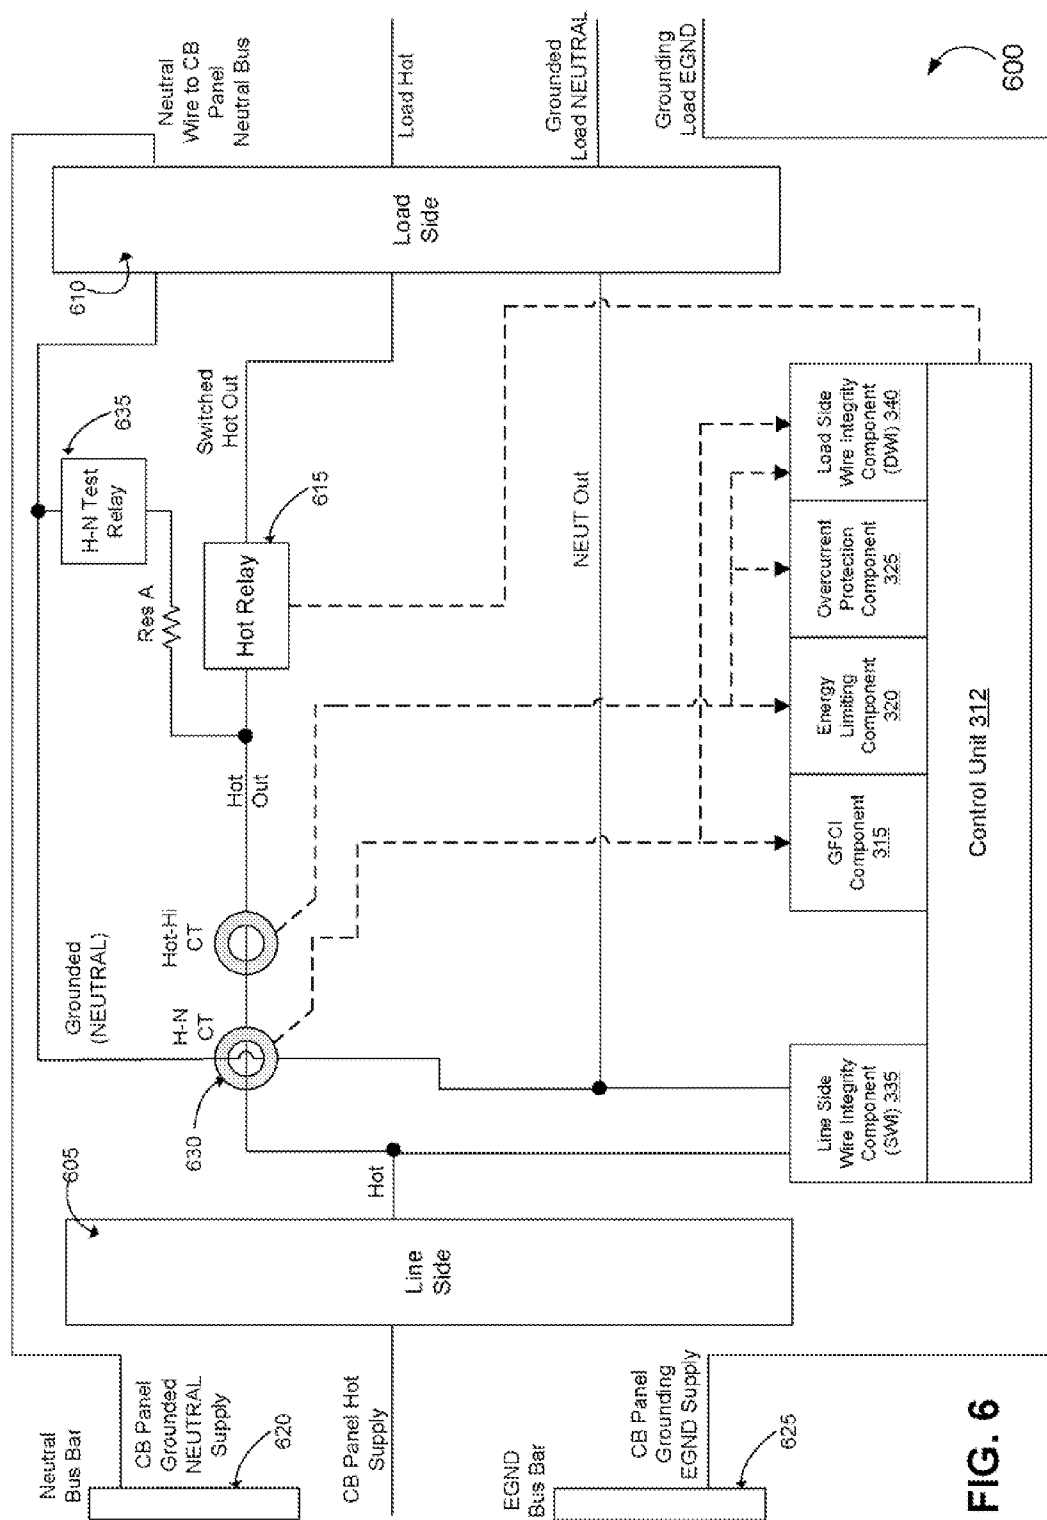 Neutral
Bus Bar
CB Panel
Grounded
NEUTRAL
Supply
620
CB Panel Hot
Supply
EGND
Bus Bar
CB Panel
Grounding
EGND Supply
625
605
Line
Side
Hot
630
Grounded
(NEUTRAL)
H-N
CT
Hot-Hi
CT
Hot
Out
Res A
H-N Test
Relay
635
Hot Relay
615
Switched
Hot Out
NEUT Out
610
Load
Side
Neutral
Wire to CB
Panel
Neutral Bus
Load Hot
Grounded
Load NEUTRAL
Grounding
Load EGND
600
Line Side
Wire Integrity
Component
(SWI) 335
GFCI
Component
315
Energy
Limiting
Component
320
Overcurrent
Protection
Component
325
Load Side
Wire Integrity
Component
(DWI) 340
Control Unit 312
FIG. 6